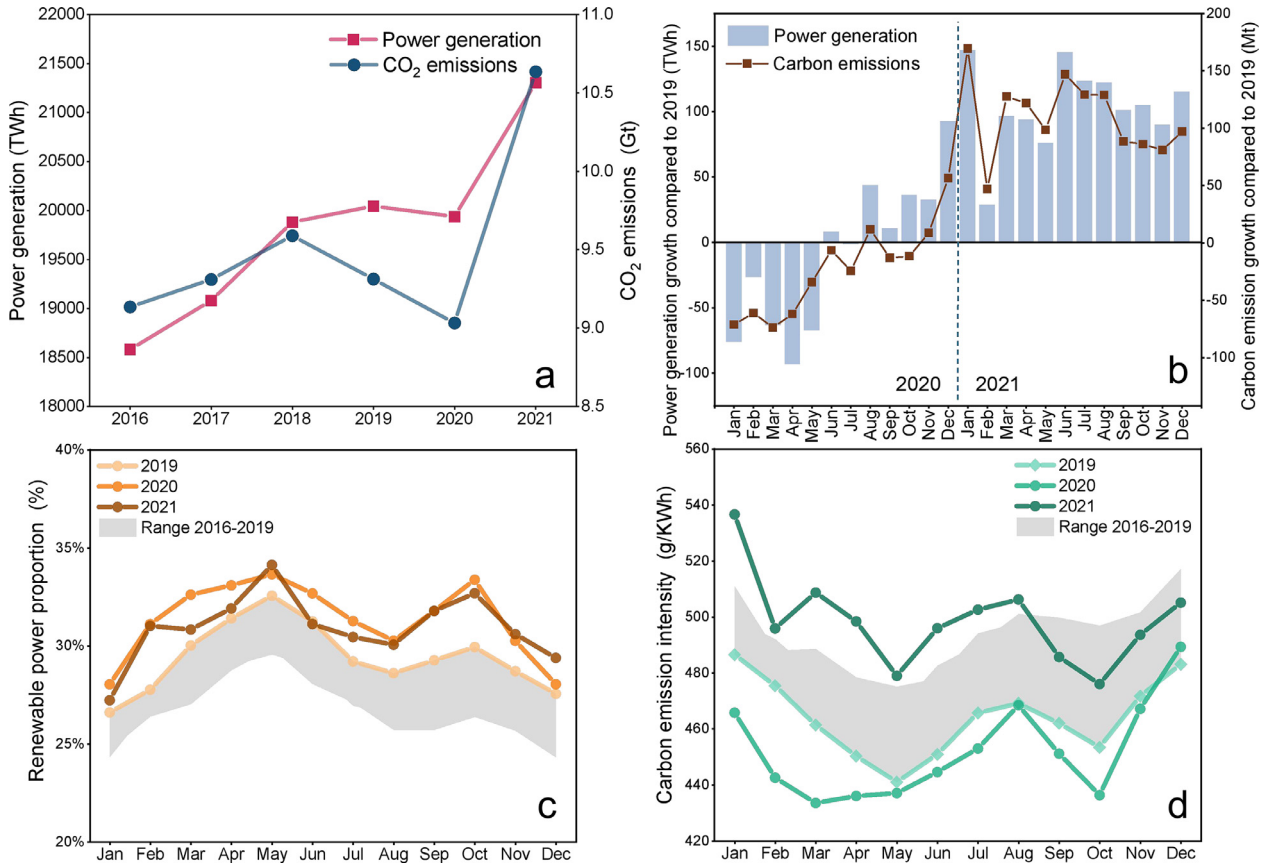 Power generation (TWh)
22000
21500
21000
20500
20000
19500
19000
18500
18000
Power generation
CO₂ emissions
11.0
10.5
10.0
9.5
9.0
8.5
CO₂ emissions (Gt)
a
2016
2017
2018
2019
2020
2021
Power generation growth compared to 2019 (TWh)
150
100
50
0
-50
-100
Power generation
Carbon emissions
200
150
100
50
0
-50
-100
Carbon emission growth compared to 2019 (Mt)
2020
2021
b
Jan
Feb
Mar
Apr
May
Jun
Jul
Aug
Sep
Oct
Nov
Dec
Jan
Feb
Mar
Apr
May
Jun
Jul
Aug
Sep
Oct
Nov
Dec
Renewable power proportion (%)
40%
35%
30%
25%
20%
2019
2020
2021
Range 2016-2019
c
Jan
Feb
Mar
Apr
May
Jun
Jul
Aug
Sep
Oct
Nov
Dec
Carbon emission intensity (g/KWh)
560
540
520
500
480
460
440
420
2019
2020
2021
Range 2016-2019
d
Jan
Feb
Mar
Apr
May
Jun
Jul
Aug
Sep
Oct
Nov
Dec